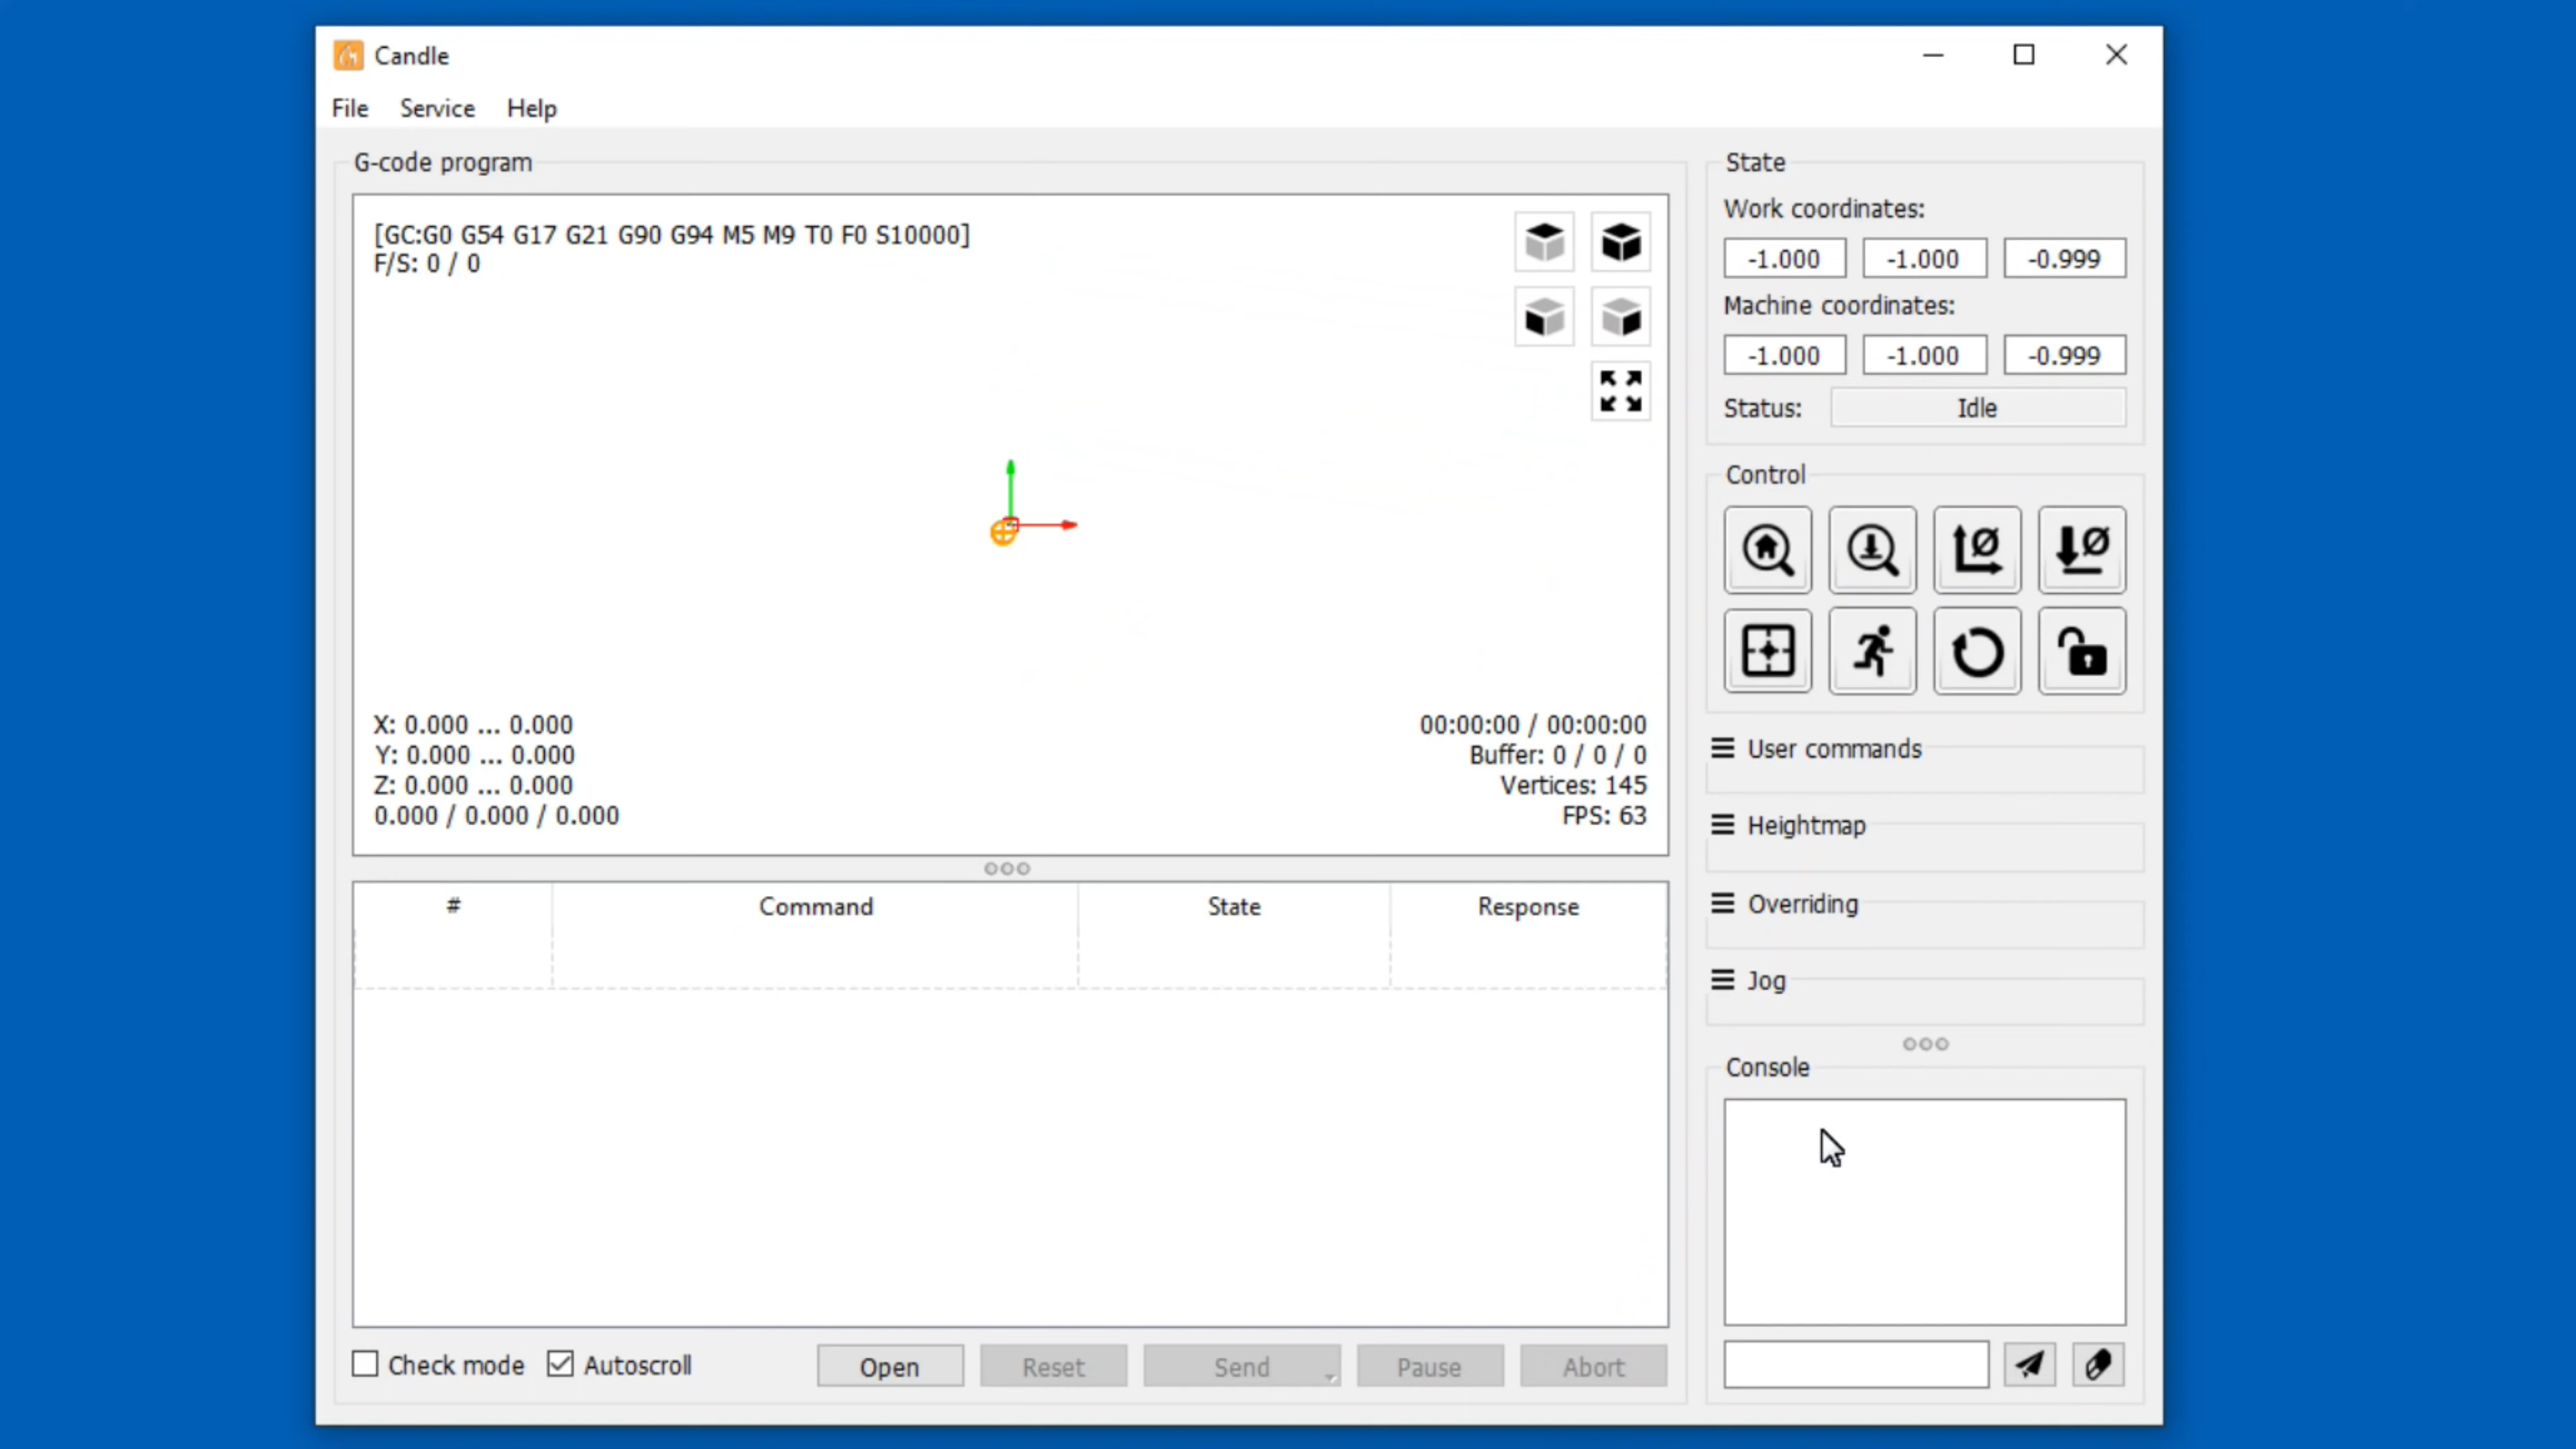 Candle
File Service Help
G-code program
[GC:G0 G54 G17 G21 G90 G94 M5 M9 T0 F0 S10000]
F/S: 0 / 0
X: 0.000 ... 0.000
Y: 0.000 ... 0.000
Z: 0.000 ... 0.000
0.000 / 0.000 / 0.000
00:00:00 / 00:00:00
Buffer: 0 / 0 / 0
Vertices: 145
FPS: 63
# Command State Response
Check mode Autoscroll Open Reset Send Pause Abort
State
Work coordinates:
-1.000 -1.000 -0.999
Machine coordinates:
-1.000 -1.000 -0.999
Status: Idle
Control
User commands
Heightmap
Overriding
Jog
Console